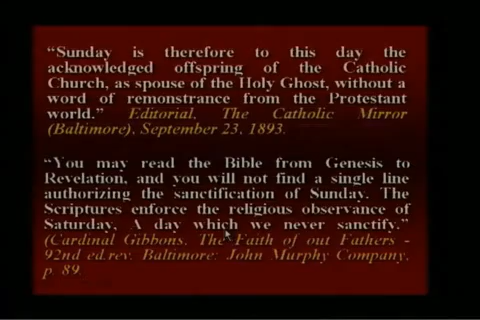 “Sunday is therefore to this day the
acknowledged offspring of the Catholic
Church, as spouse of the Holy Ghost, without a
word of remonstrance from the Protestant
world.” Editorial, The Catholic Mirror
(Baltimore), September 23, 1893.
“You may read the Bible from Genesis to
Revelation, and you will not find a single line
authorizing the sanctification of Sunday. The
Scriptures enforce the religious observance of
Saturday, A day which we never sanctify.”
(Cardinal Gibbons, The Faith of out Fathers -
92nd ed.rev. Baltimore: John Murphy Company,
p. 89.